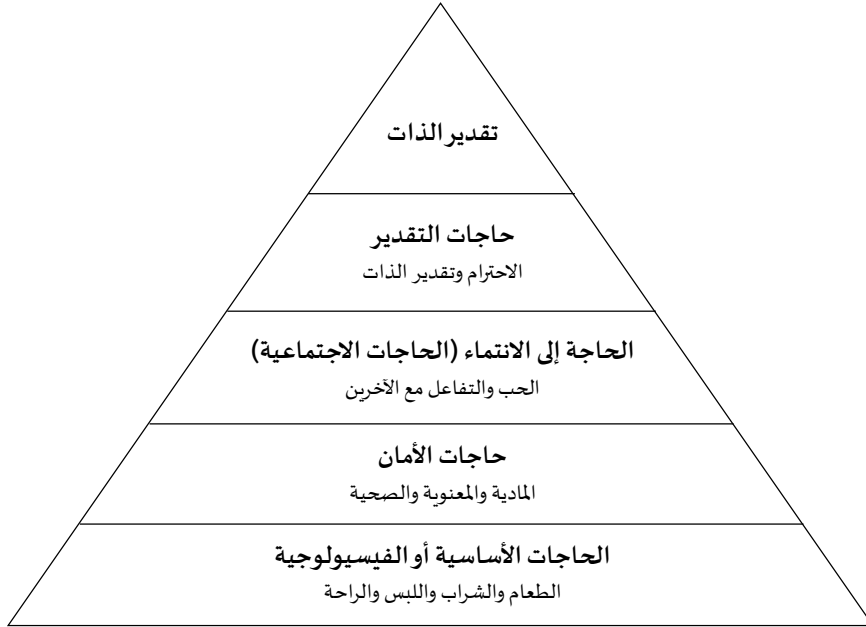 تقدير الذات
حاجات التقدير
الاحترام وتقدير الذات
الحاجة إلى الانتماء (الحاجات الاجتماعية)
الحب والتفاعل مع الآخرين
حاجات الأمان
المادية والمعنوية والصحية
الحاجات الأساسية أو الفيسيولوجية
الطعام والشراب واللبس والراحة